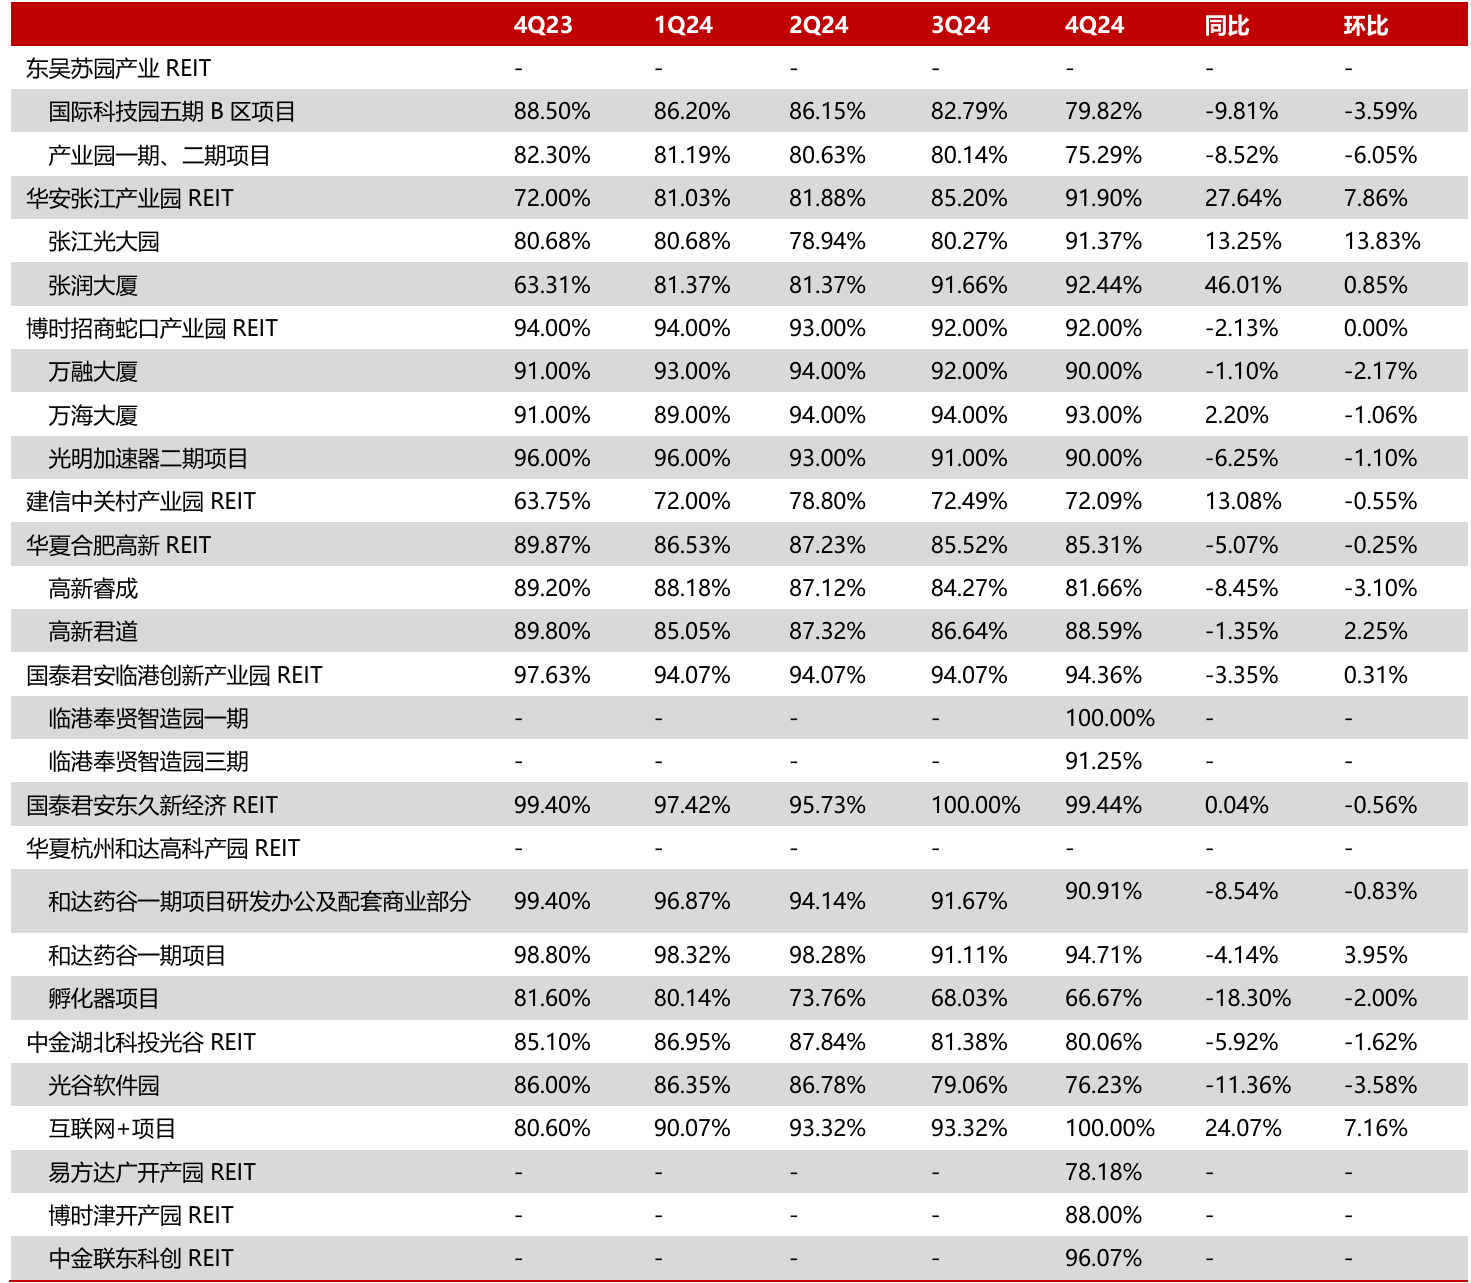 4Q23 1Q24 2Q24 3Q24 4Q24 同比 环比
东吴苏园产业 REIT - - - - - - -
国际科技园五期 B 区项目 88.50% 86.20% 86.15% 82.79% 79.82% -9.81% -3.59%
产业园一期、二期项目 82.30% 81.19% 80.63% 80.14% 75.29% -8.52% -6.05%
华安张江产业园 REIT 72.00% 81.03% 81.88% 85.20% 91.90% 27.64% 7.86%
张江光大园 80.68% 80.68% 78.94% 80.27% 91.37% 13.25% 13.83%
张润大厦 63.31% 81.37% 81.37% 91.66% 92.44% 46.01% 0.85%
博时招商蛇口产业园 REIT 94.00% 94.00% 93.00% 92.00% 92.00% -2.13% 0.00%
万融大厦 91.00% 93.00% 94.00% 92.00% 90.00% -1.10% -2.17%
万海大厦 91.00% 89.00% 94.00% 94.00% 93.00% 2.20% -1.06%
光明加速器二期项目 96.00% 96.00% 93.00% 91.00% 90.00% -6.25% -1.10%
建信中关村产业园 REIT 63.75% 72.00% 78.80% 72.49% 72.09% 13.08% -0.55%
华夏合肥高新 REIT 89.87% 86.53% 87.23% 85.52% 85.31% -5.07% -0.25%
高新睿成 89.20% 88.18% 87.12% 84.27% 81.66% -8.45% -3.10%
高新君道 89.80% 85.05% 87.32% 86.64% 88.59% -1.35% 2.25%
国泰君安临港创新产业园 REIT 97.63% 94.07% 94.07% 94.07% 94.36% -3.35% 0.31%
临港奉贤智造园一期 - - - - 100.00% - -
临港奉贤智造园三期 - - - - 91.25% - -
国泰君安东久新经济 REIT 99.40% 97.42% 95.73% 100.00% 99.44% 0.04% -0.56%
华夏杭州和达高科产园 REIT - - - - - - -
和达药谷一期项目研发办公及配套商业部分 99.40% 96.87% 94.14% 91.67% 90.91% -8.54% -0.83%
和达药谷一期项目 98.80% 98.32% 98.28% 91.11% 94.71% -4.14% 3.95%
孵化器项目 81.60% 80.14% 73.76% 68.03% 66.67% -18.30% -2.00%
中金湖北科投光谷 REIT 85.10% 86.95% 87.84% 81.38% 80.06% -5.92% -1.62%
光谷软件园 86.00% 86.35% 86.78% 79.06% 76.23% -11.36% -3.58%
互联网+项目 80.60% 90.07% 93.32% 93.32% 100.00% 24.07% 7.16%
易方达广开产园 REIT - - - - 78.18% - -
博时津开产园 REIT - - - - 88.00% - -
中金联东科创 REIT - - - - 96.07% - -